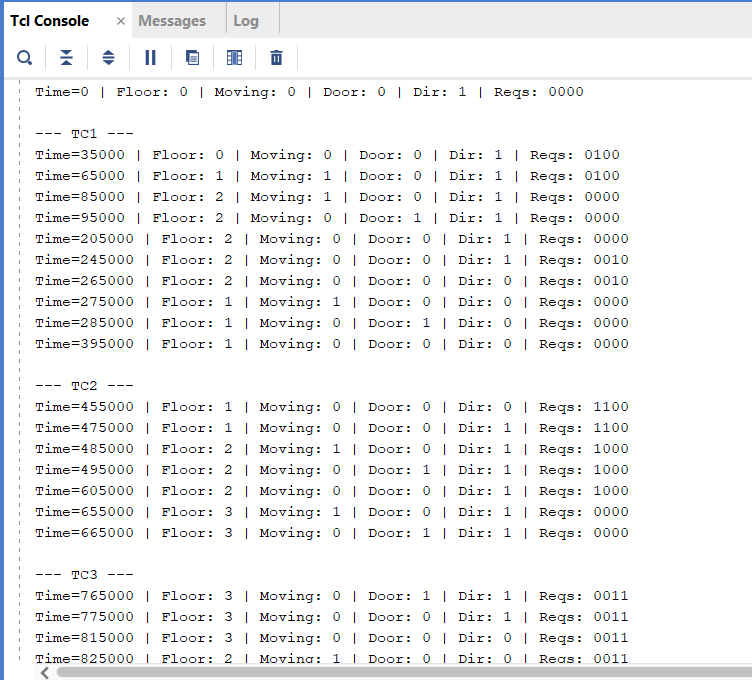 Tcl Console × Messages Log
Time=0 | Floor: 0 | Moving: 0 | Door: 0 | Dir: 1 | Reqs: 0000
--- TC1 ---
Time=35000 | Floor: 0 | Moving: 0 | Door: 0 | Dir: 1 | Reqs: 0100
Time=65000 | Floor: 1 | Moving: 1 | Door: 0 | Dir: 1 | Reqs: 0100
Time=85000 | Floor: 2 | Moving: 1 | Door: 0 | Dir: 1 | Reqs: 0000
Time=95000 | Floor: 2 | Moving: 0 | Door: 1 | Dir: 1 | Reqs: 0000
Time=205000 | Floor: 2 | Moving: 0 | Door: 0 | Dir: 1 | Reqs: 0000
Time=245000 | Floor: 2 | Moving: 0 | Door: 0 | Dir: 1 | Reqs: 0010
Time=265000 | Floor: 2 | Moving: 0 | Door: 0 | Dir: 0 | Reqs: 0010
Time=275000 | Floor: 1 | Moving: 1 | Door: 0 | Dir: 0 | Reqs: 0000
Time=285000 | Floor: 1 | Moving: 0 | Door: 1 | Dir: 0 | Reqs: 0000
Time=395000 | Floor: 1 | Moving: 0 | Door: 0 | Dir: 0 | Reqs: 0000
--- TC2 ---
Time=455000 | Floor: 1 | Moving: 0 | Door: 0 | Dir: 0 | Reqs: 1100
Time=475000 | Floor: 1 | Moving: 0 | Door: 0 | Dir: 1 | Reqs: 1100
Time=485000 | Floor: 2 | Moving: 1 | Door: 0 | Dir: 1 | Reqs: 1000
Time=495000 | Floor: 2 | Moving: 0 | Door: 1 | Dir: 1 | Reqs: 1000
Time=605000 | Floor: 2 | Moving: 0 | Door: 0 | Dir: 1 | Reqs: 1000
Time=655000 | Floor: 3 | Moving: 1 | Door: 0 | Dir: 1 | Reqs: 0000
Time=665000 | Floor: 3 | Moving: 0 | Door: 1 | Dir: 1 | Reqs: 0000
--- TC3 ---
Time=765000 | Floor: 3 | Moving: 0 | Door: 1 | Dir: 1 | Reqs: 0011
Time=775000 | Floor: 3 | Moving: 0 | Door: 0 | Dir: 1 | Reqs: 0011
Time=815000 | Floor: 3 | Moving: 0 | Door: 0 | Dir: 0 | Reqs: 0011
Time=825000 | Floor: 2 | Moving: 1 | Door: 0 | Dir: 0 | Reqs: 0011